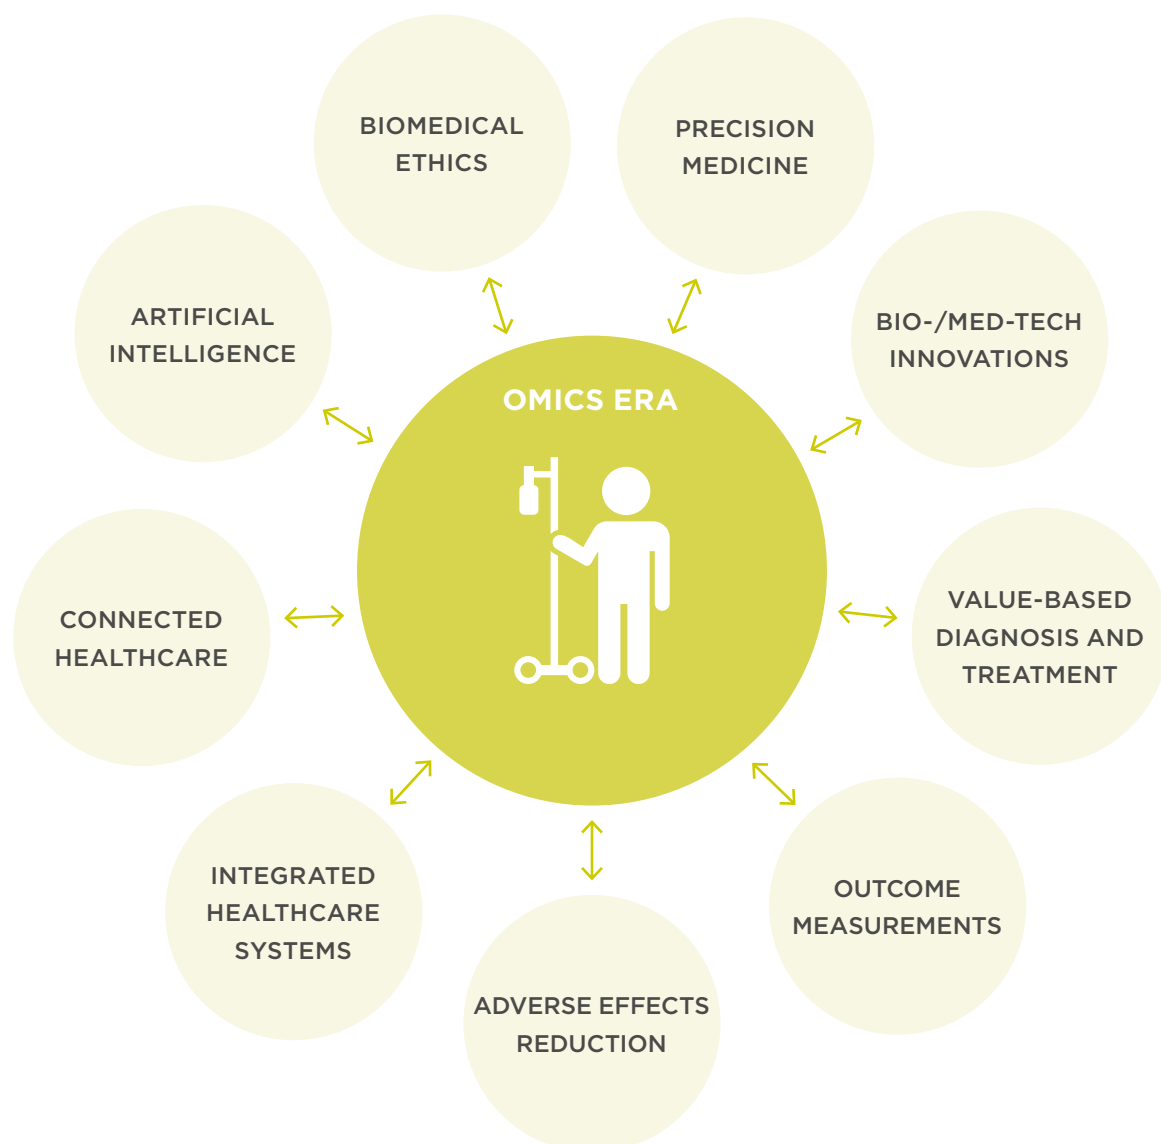 BIOMEDICAL
ETHICS
PRECISION
MEDICINE
ARTIFICIAL
INTELLIGENCE
BIO-/MED-TECH
INNOVATIONS
OMICS ERA
CONNECTED
HEALTHCARE
VALUE-BASED
DIAGNOSIS AND
TREATMENT
INTEGRATED
HEALTHCARE
SYSTEMS
OUTCOME
MEASUREMENTS
ADVERSE EFFECTS
REDUCTION